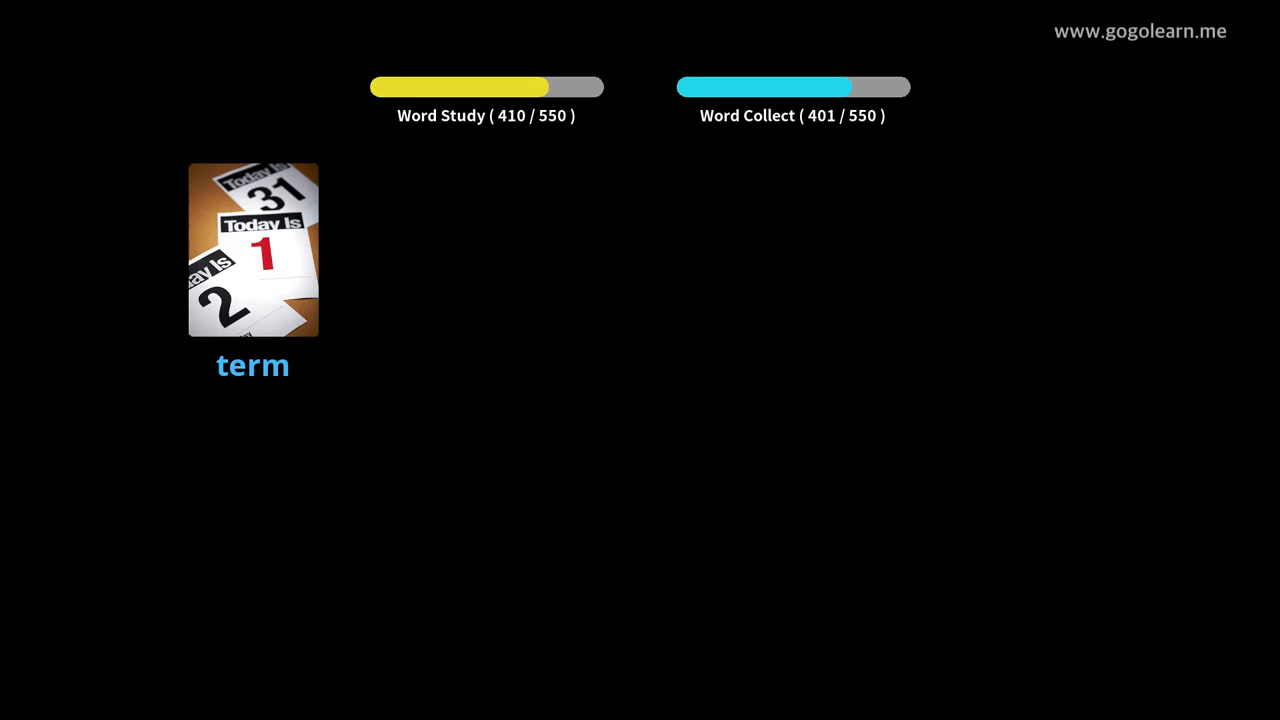 www.gogolearn.me
Word Study ( 410 / 550 )
Word Collect ( 401 / 550 )
Today Is
31
Today Is
1
ay Is
2
term